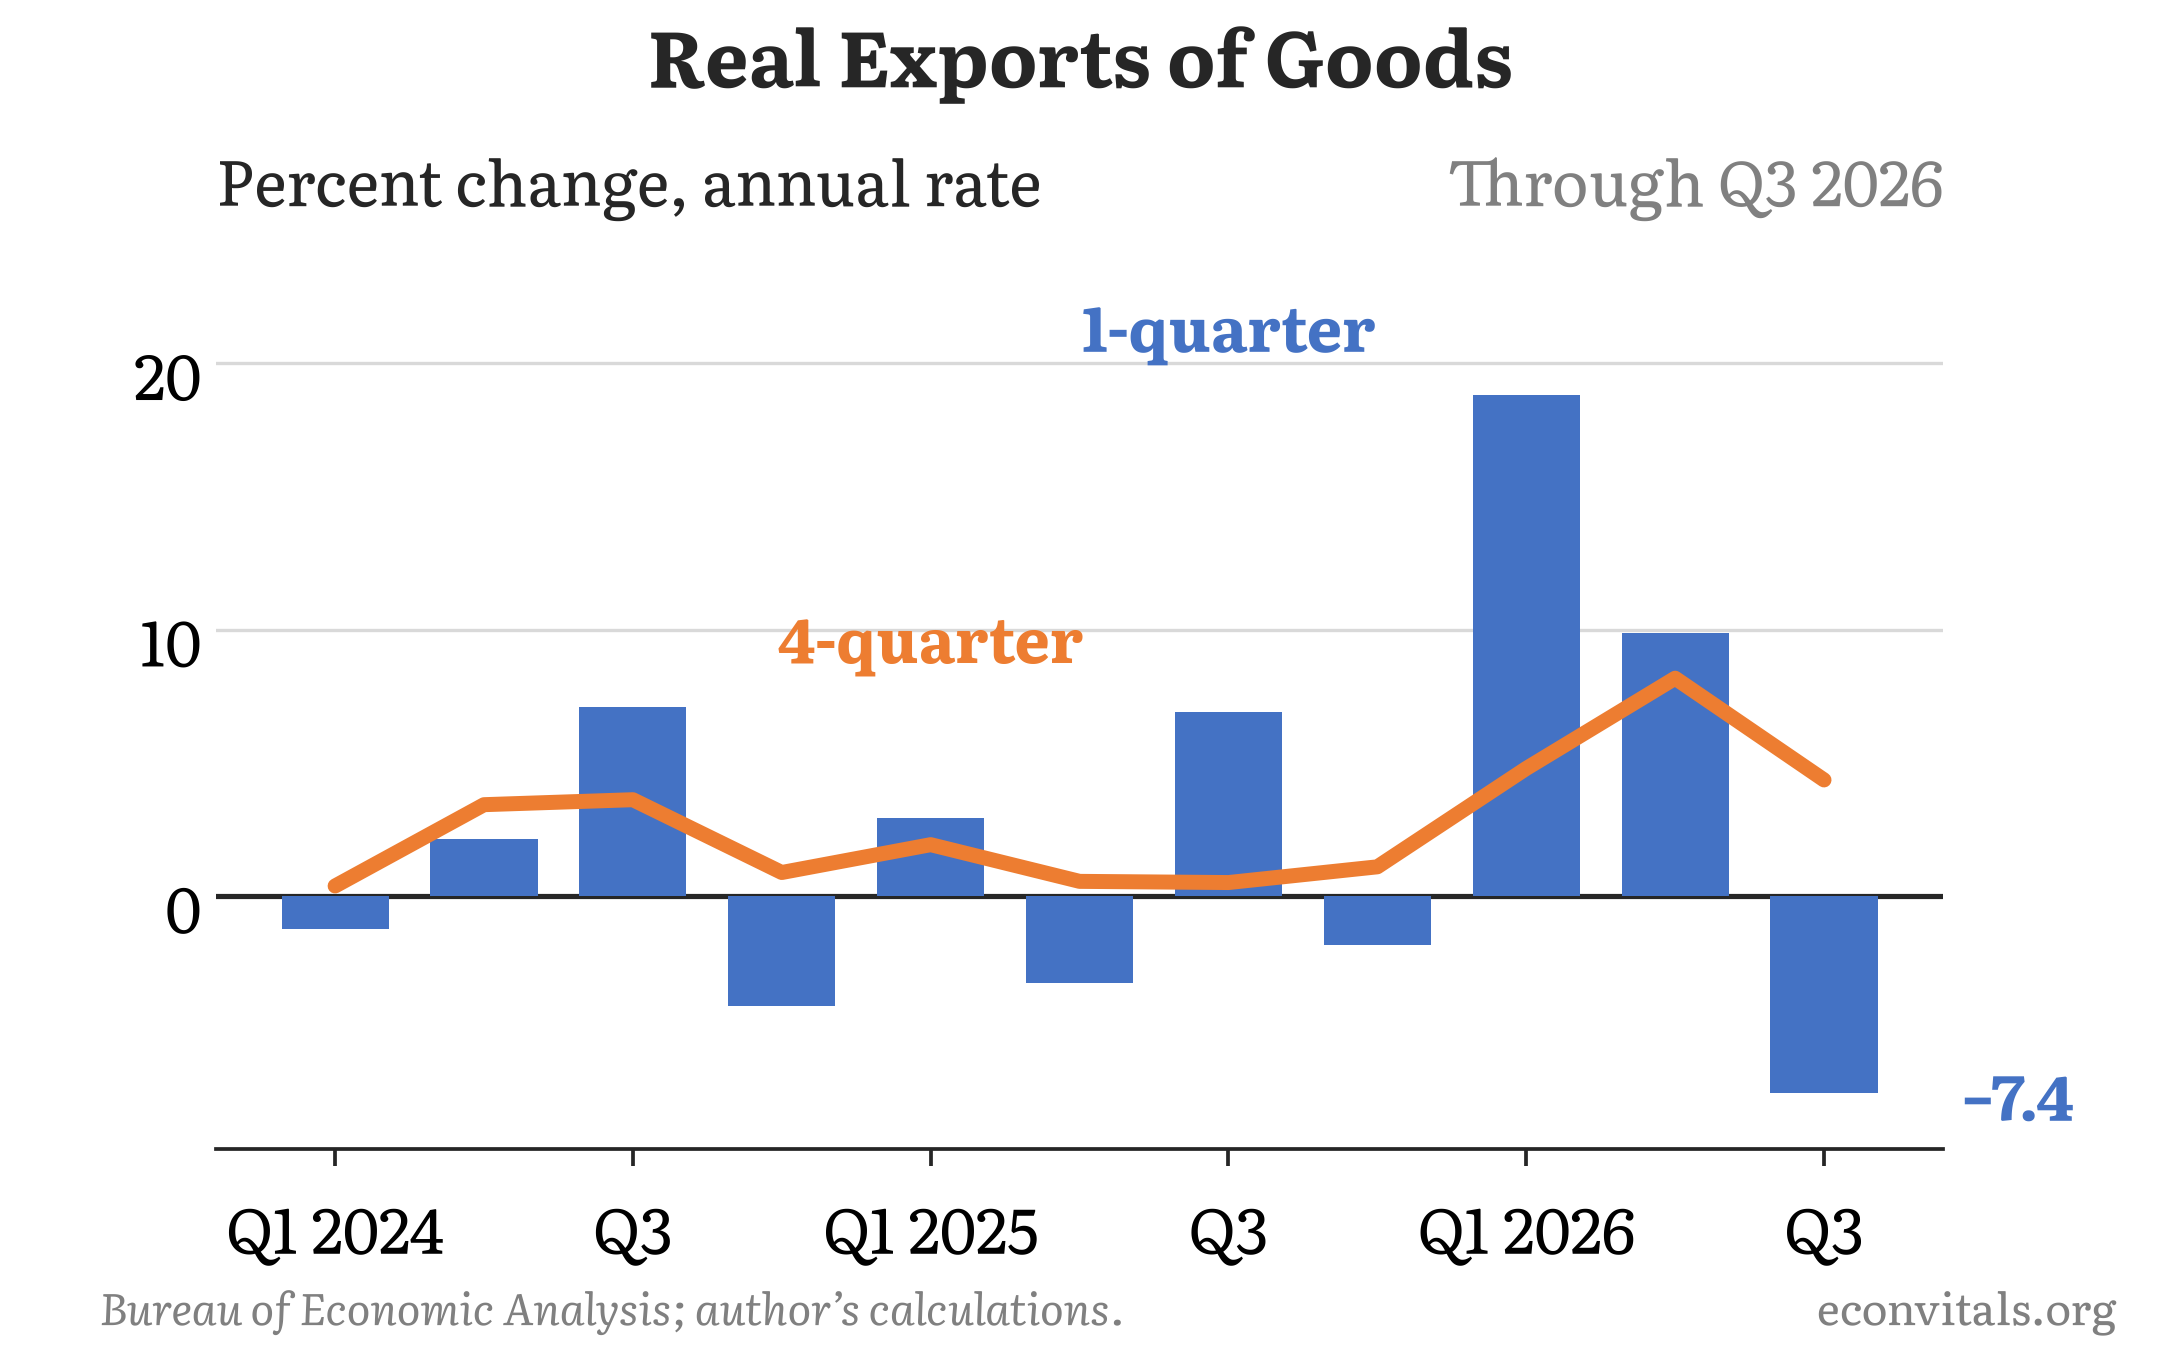 Real Exports of Goods
Percent change, annual rate
Through Q3 2026
1-quarter
20
4-quarter
10
0
–7.4
Q1 2024 Q3 Q1 2025 Q3 Q1 2026 Q3
Bureau of Economic Analysis; author’s calculations.
econvitals.org